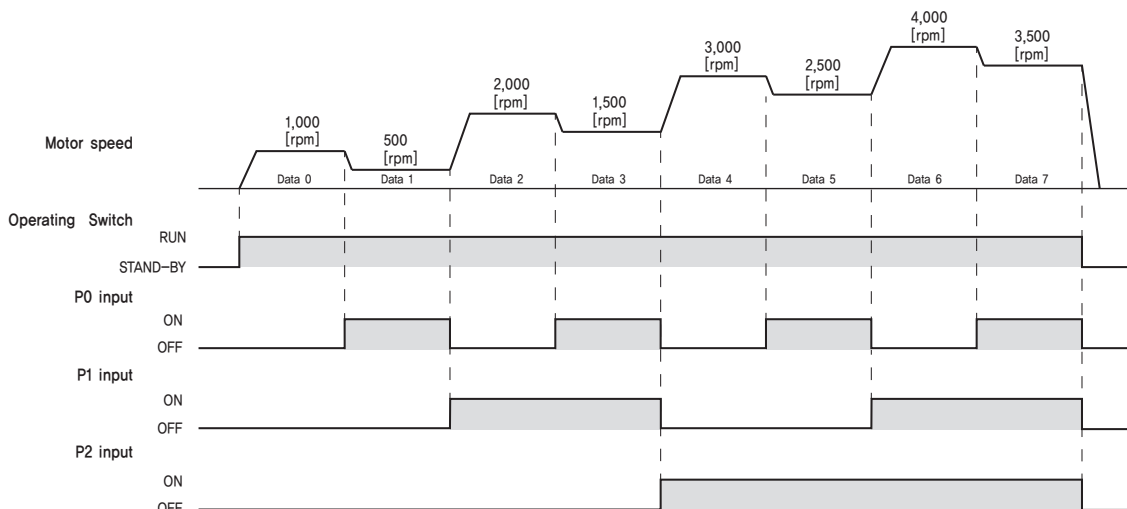 4,000
[rpm]
3,500
[rpm]
3,000
[rpm]
2,500
[rpm]
2,000
[rpm]
1,500
[rpm]
1,000
[rpm]
500
[rpm]
Motor speed
Data 0 Data 1 Data 2 Data 3 Data 4 Data 5 Data 6 Data 7
Operating Switch
RUN
STAND-BY
P0 input
ON
OFF
P1 input
ON
OFF
P2 input
ON
OFF